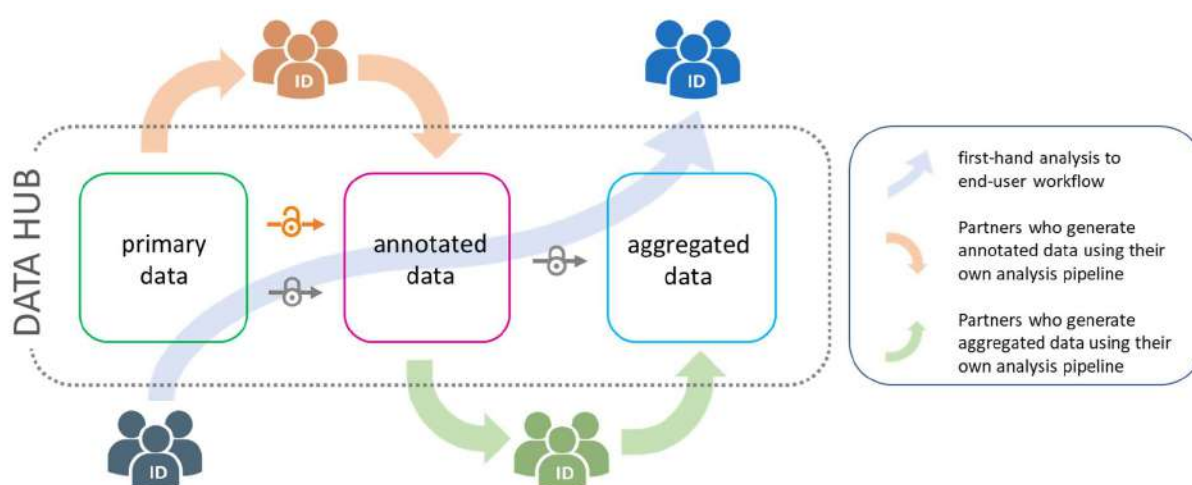 ID
ID
DATA HUB
primary
data
annotated
data
aggregated
data
ID
ID
first-hand analysis to
end-user workflow
Partners who generate
annotated data using their
own analysis pipeline
Partners who generate
aggregated data using their
own analysis pipeline